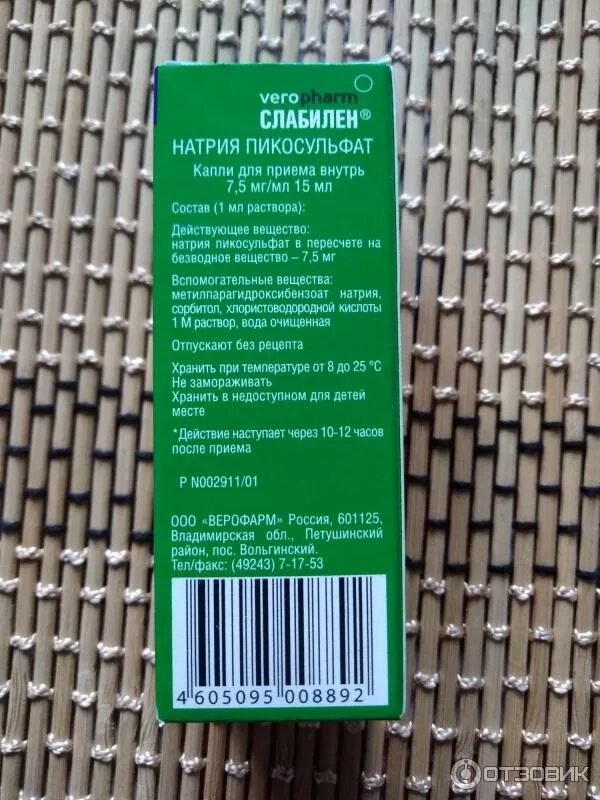 veropharm
СЛАБИЛЕН®
НАТРИЯ ПИКОСУЛЬФАТ
Капли для приема внутрь
7,5 мг/мл 15 мл
Состав (1 мл раствора):
Действующее вещество:
натрия пикосульфат в пересчете на
безводное вещество – 7,5 мг
Вспомогательные вещества:
метилпарагидроксибензоат натрия,
сорбитол, хлористоводородной кислоты
1 М раствор, вода очищенная
Отпускают без рецепта
Хранить при температуре от 8 до 25 °С
Не замораживать
Хранить в недоступном для детей
месте
*Действие наступает через 10-12 часов
после приема
Р N002911/01
ООО «ВЕРОФАРМ» Россия, 601125,
Владимирская обл., Петушинский
район, пос. Вольгинский.
Тел/факс: (49243) 7-17-53
4605095008892
ОТЗОВИК